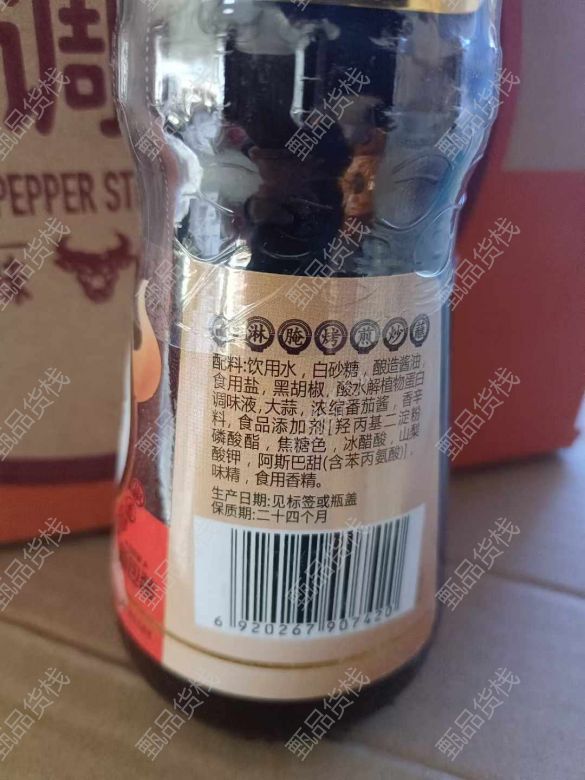 调
PEPPER ST
味
淋 腌 烤 煎 炒 蘸
配料:饮用水，白砂糖，酿造酱油，
食用盐，黑胡椒，酸水解植物蛋白
调味液，大蒜，浓缩番茄酱，香辛
料，食品添加剂[羟丙基二淀粉
磷酸酯，焦糖色，冰醋酸，山梨
酸钾，阿斯巴甜(含苯丙氨酸)]，
味精，食用香精。
生产日期:见标签或瓶盖
保质期:二十四个月
6 920267 907420
甄品货栈